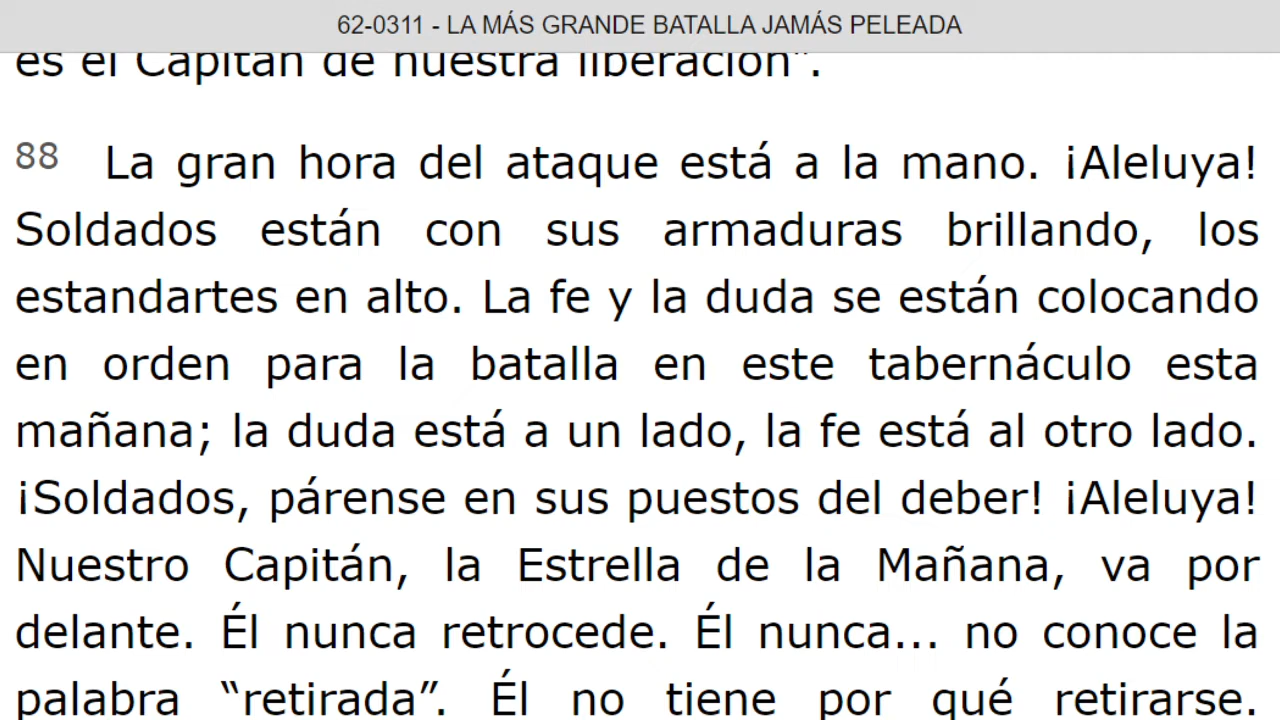 62-0311 - LA MÁS GRANDE BATALLA JAMÁS PELEADA
es el Capitán de nuestra liberación".
88 La gran hora del ataque está a la mano. ¡Aleluya!
Soldados están con sus armaduras brillando, los
estandartes en alto. La fe y la duda se están colocando
en orden para la batalla en este tabernáculo esta
mañana; la duda está a un lado, la fe está al otro lado.
¡Soldados, párense en sus puestos del deber! ¡Aleluya!
Nuestro Capitán, la Estrella de la Mañana, va por
delante. Él nunca retrocede. Él nunca... no conoce la
palabra “retirada”. Él no tiene por qué retirarse.